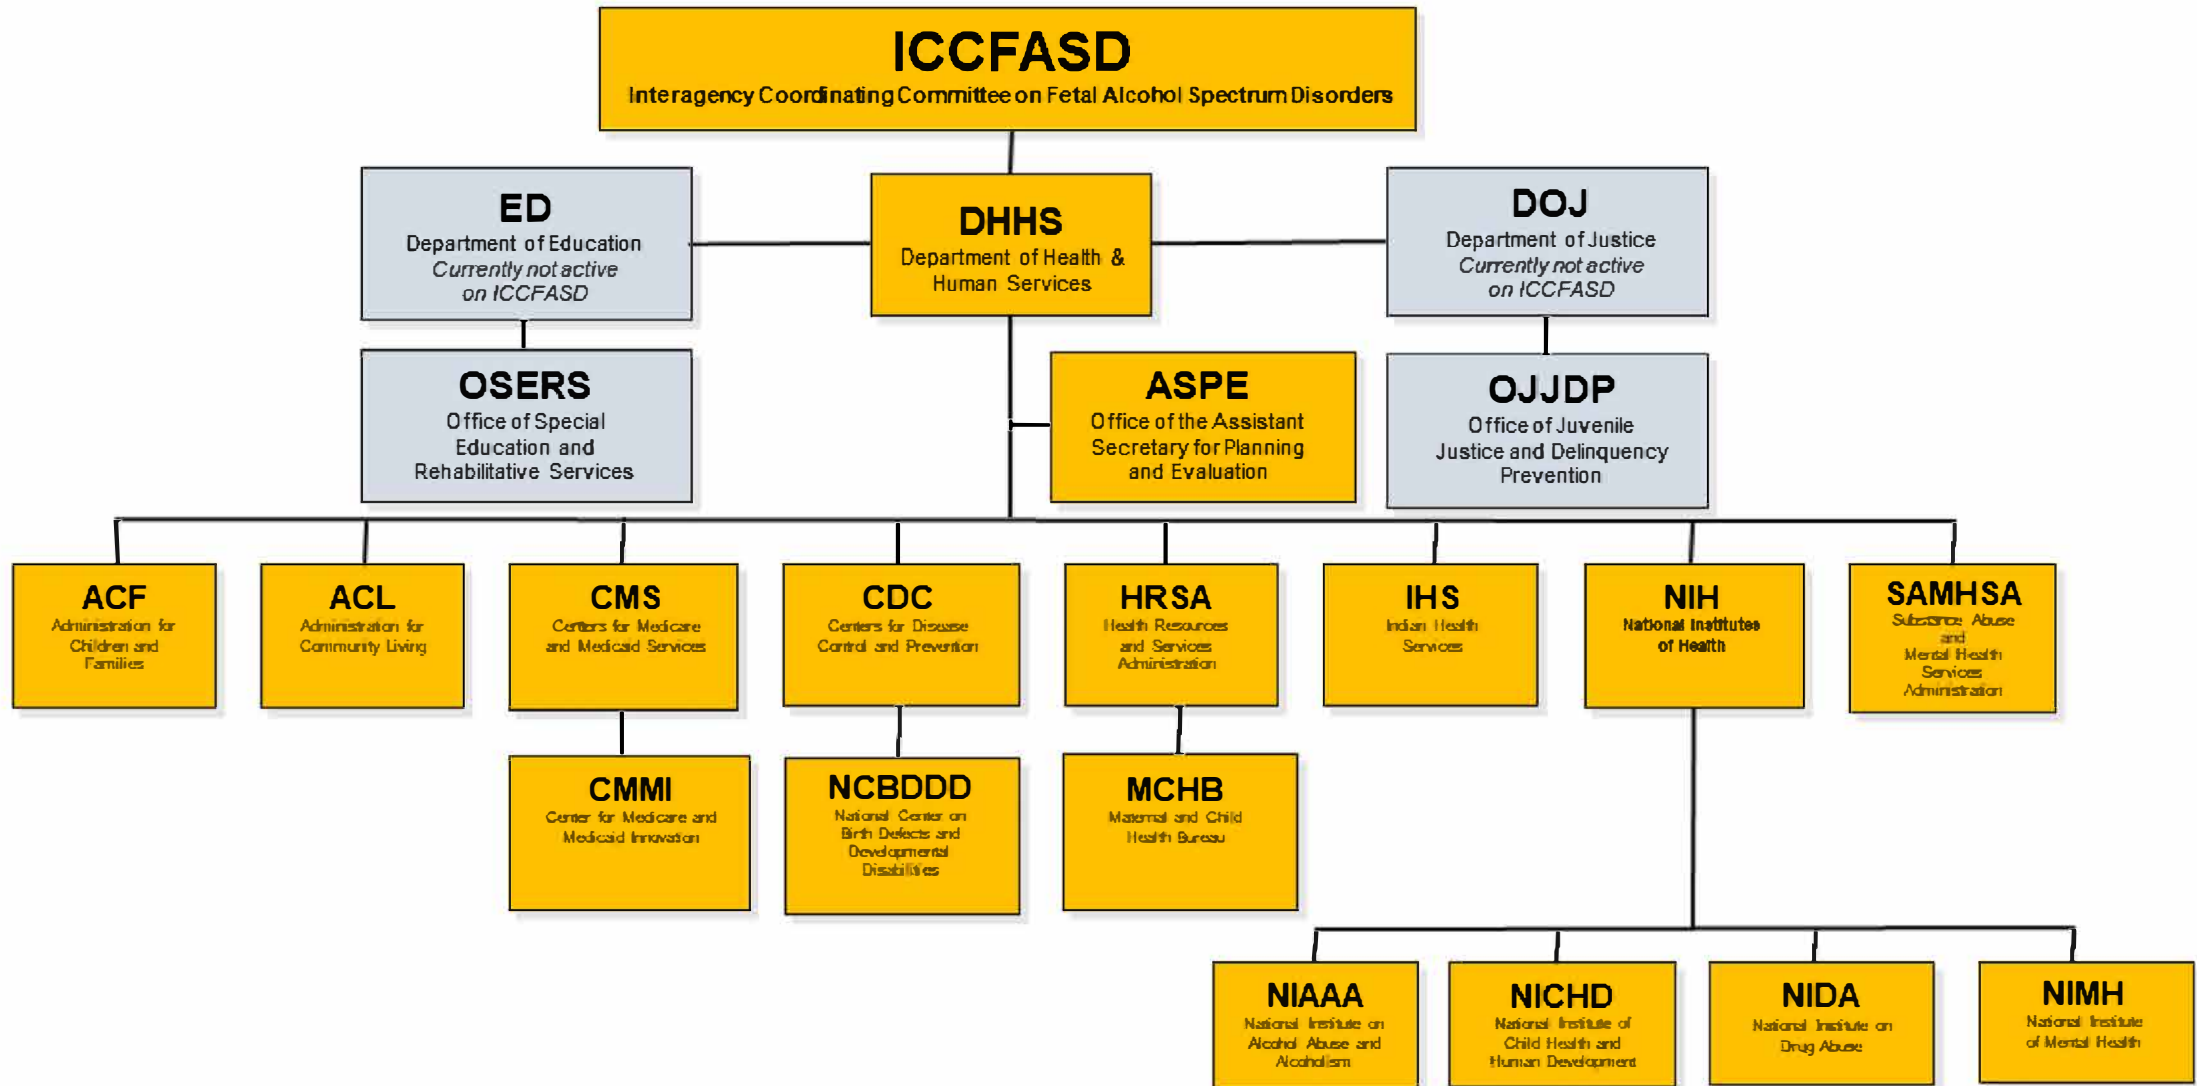 ICCFASD
Interagency Coordinating Committee on Fetal Alcohol Spectrum Disorders
ED
Department of Education
Currently not active
on ICCFASD
DHHS
Department of Health &
Human Services
DOJ
Department of Justice
Currently not active
on ICCFASD
OSERS
Office of Special
Education and
Rehabilitative Services
ASPE
Office of the Assistant
Secretary for Planning
and Evaluation
OJJDP
Office of Juvenile
Justice and Delinquency
Prevention
ACF
Administration for
Children and
Families
ACL
Administration for
Community Living
CMS
Centers for Medicare
and Medicaid Services
CDC
Centers for Disease
Control and Prevention
HRSA
Health Resources
and Services
Administration
IHS
Indian Health
Services
NIH
National Institutes
of Health
SAMHSA
Substance Abuse
and
Mental Health
Services
Administration
CMMI
Center for Medicare and
Medicaid Innovation
NCBDDD
National Center on
Birth Defects and
Developmental
Disabilities
MCHB
Maternal and Child
Health Bureau
NIAAA
National Institute on
Alcohol Abuse and
Alcoholism
NICHD
National Institute of
Child Health and
Human Development
NIDA
National Institute on
Drug Abuse
NIMH
National Institute
of Mental Health